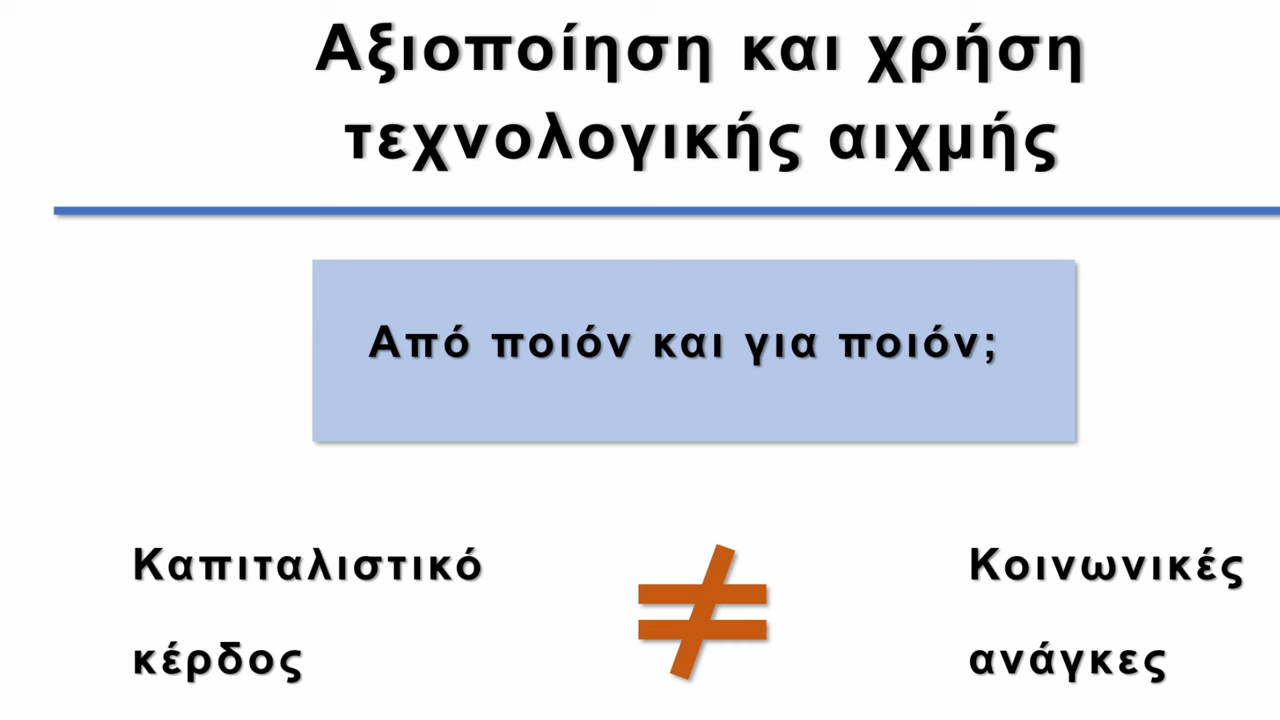 Αξιοποίηση και χρήση
τεχνολογικής αιχμής
Από ποιόν και για ποιόν;
Καπιταλιστικό
κέρδος
≠
Κοινωνικές
ανάγκες